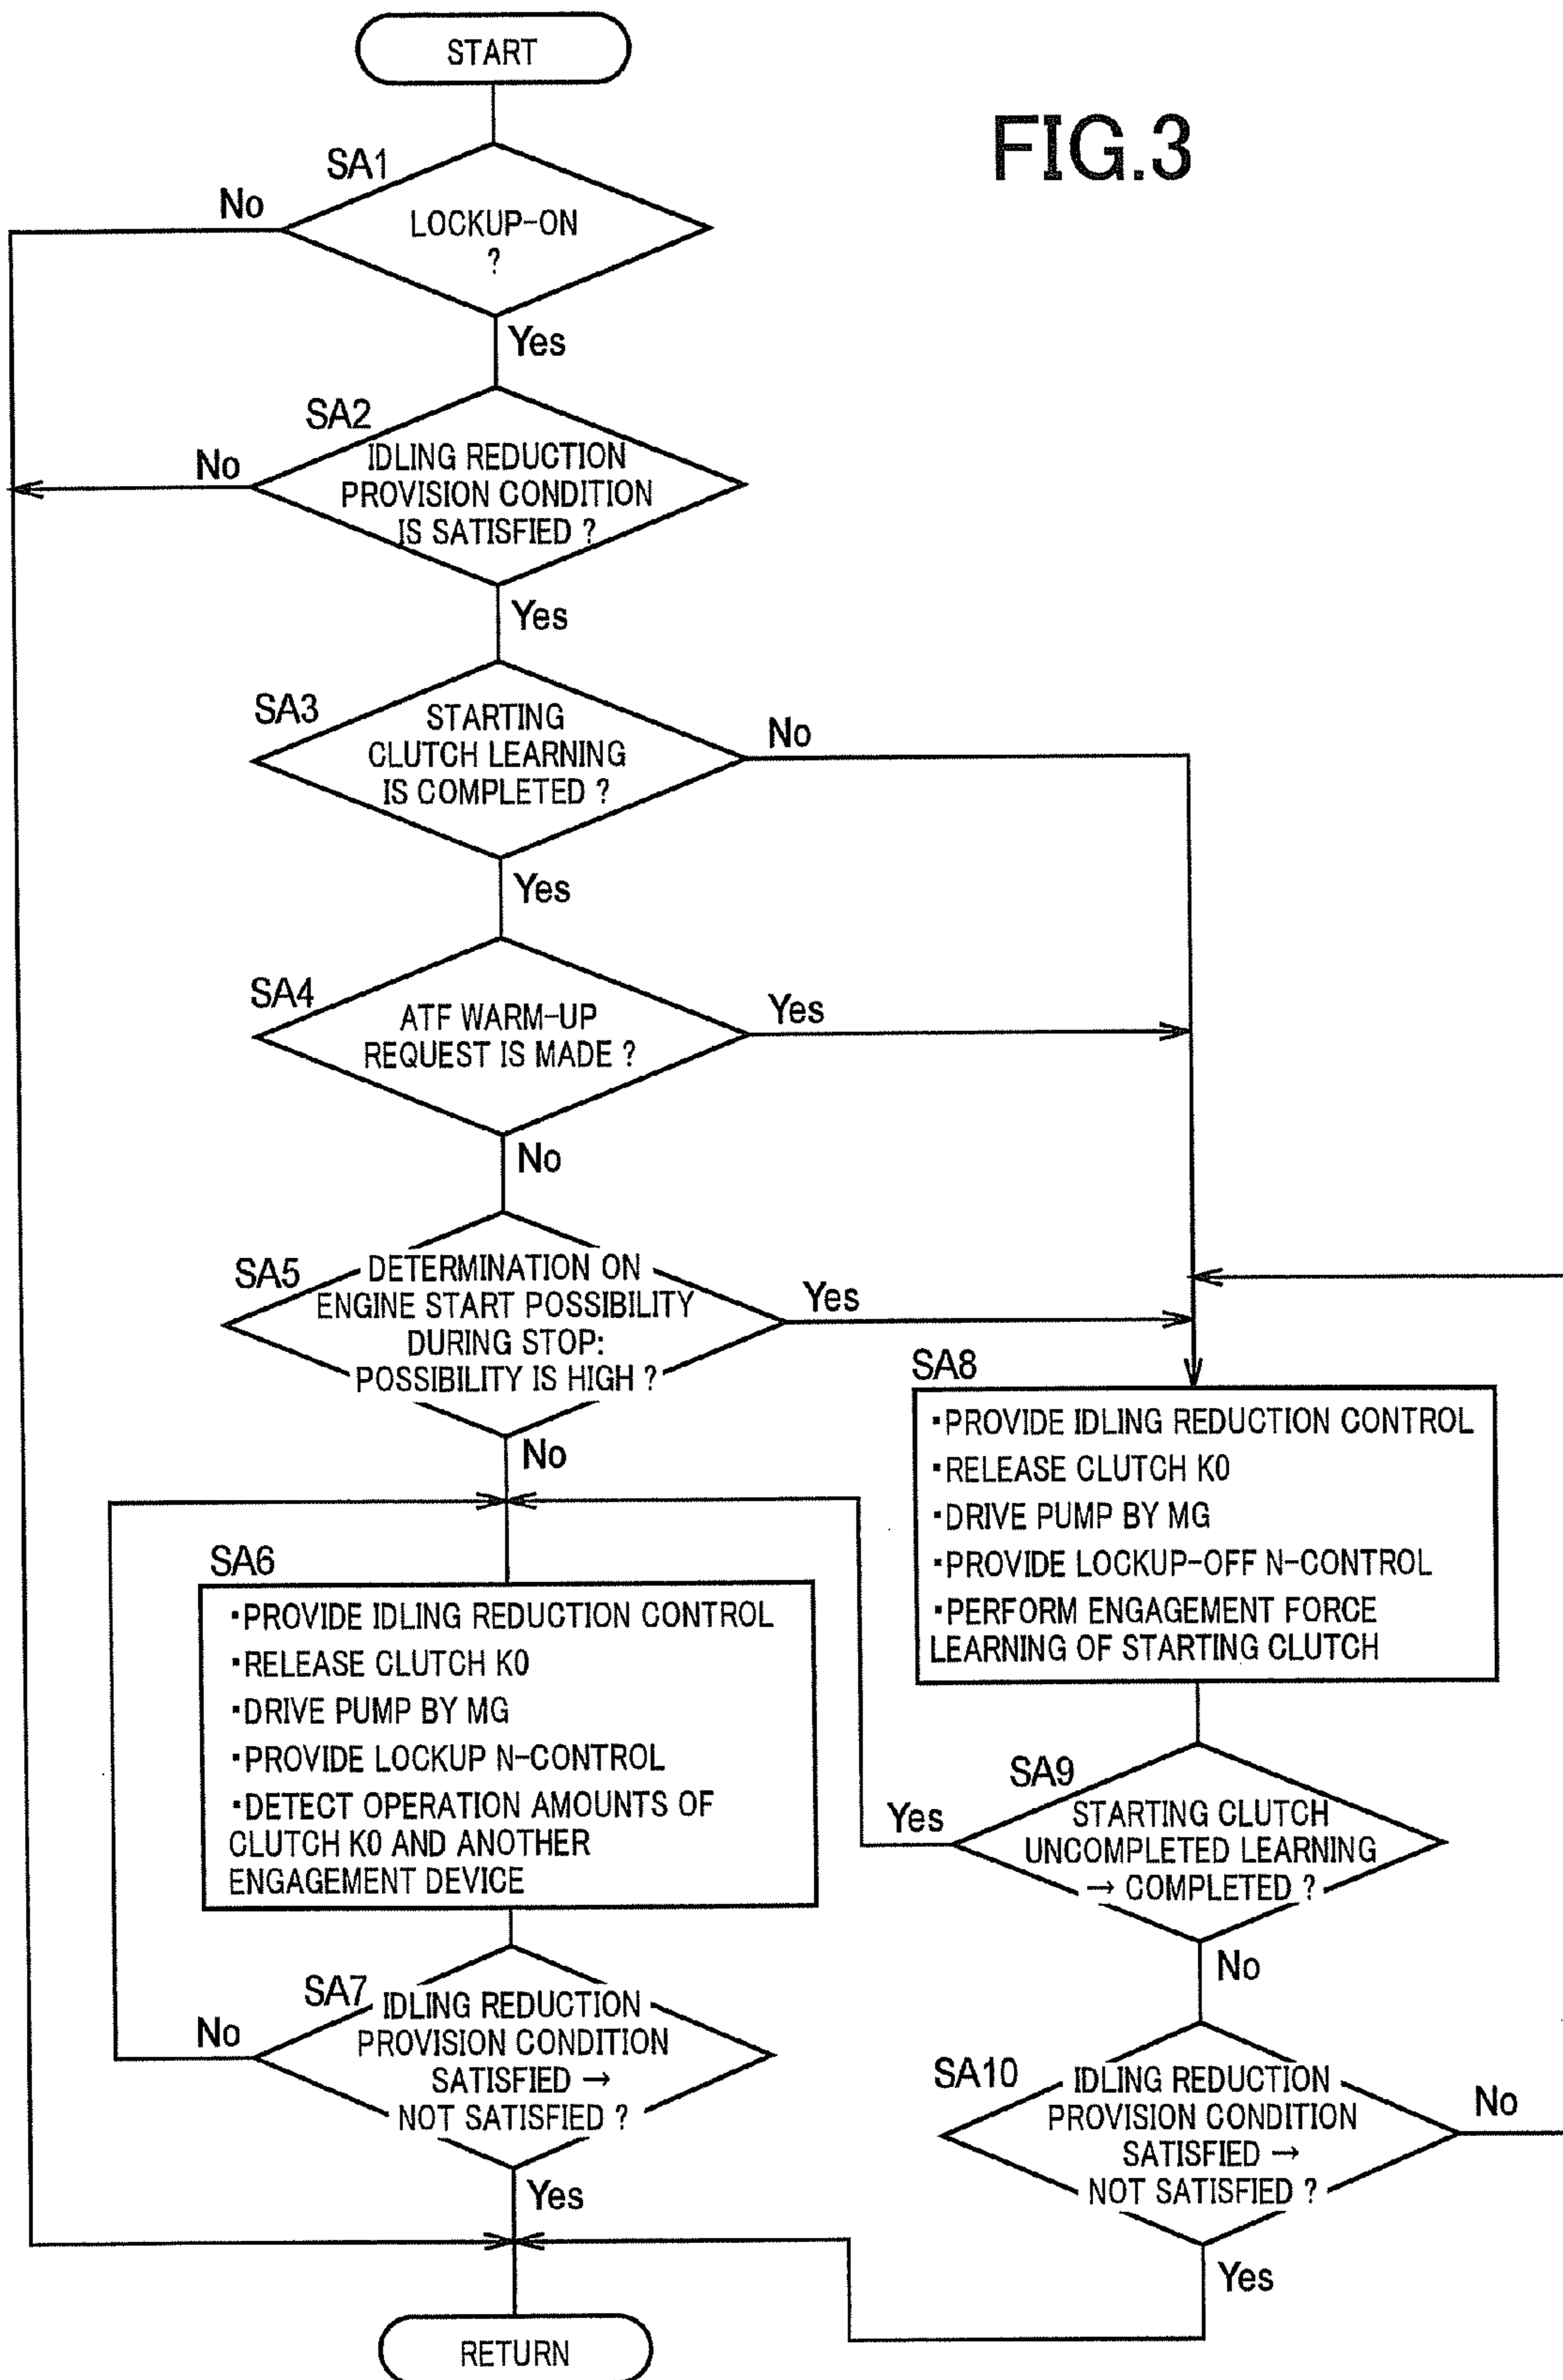 START
FIG.3
SA1
No
LOCKUP-ON
?
Yes
SA2
No
IDLING REDUCTION
PROVISION CONDITION
IS SATISFIED ?
Yes
SA3
STARTING
CLUTCH LEARNING
IS COMPLETED ?
No
Yes
SA4
ATF WARM-UP
REQUEST IS MADE ?
Yes
No
SA5
DETERMINATION ON
ENGINE START POSSIBILITY
DURING STOP:
POSSIBILITY IS HIGH ?
Yes
No
SA8
▪PROVIDE IDLING REDUCTION CONTROL
▪RELEASE CLUTCH K0
▪DRIVE PUMP BY MG
▪PROVIDE LOCKUP-OFF N-CONTROL
▪PERFORM ENGAGEMENT FORCE
LEARNING OF STARTING CLUTCH
SA6
▪PROVIDE IDLING REDUCTION CONTROL
▪RELEASE CLUTCH K0
▪DRIVE PUMP BY MG
▪PROVIDE LOCKUP N-CONTROL
▪DETECT OPERATION AMOUNTS OF
CLUTCH K0 AND ANOTHER
ENGAGEMENT DEVICE
SA9
Yes
STARTING CLUTCH
UNCOMPLETED LEARNING
→ COMPLETED ?
No
SA7
No
IDLING REDUCTION
PROVISION CONDITION
SATISFIED →
NOT SATISFIED ?
Yes
SA10
IDLING REDUCTION
PROVISION CONDITION
SATISFIED →
NOT SATISFIED ?
No
Yes
RETURN